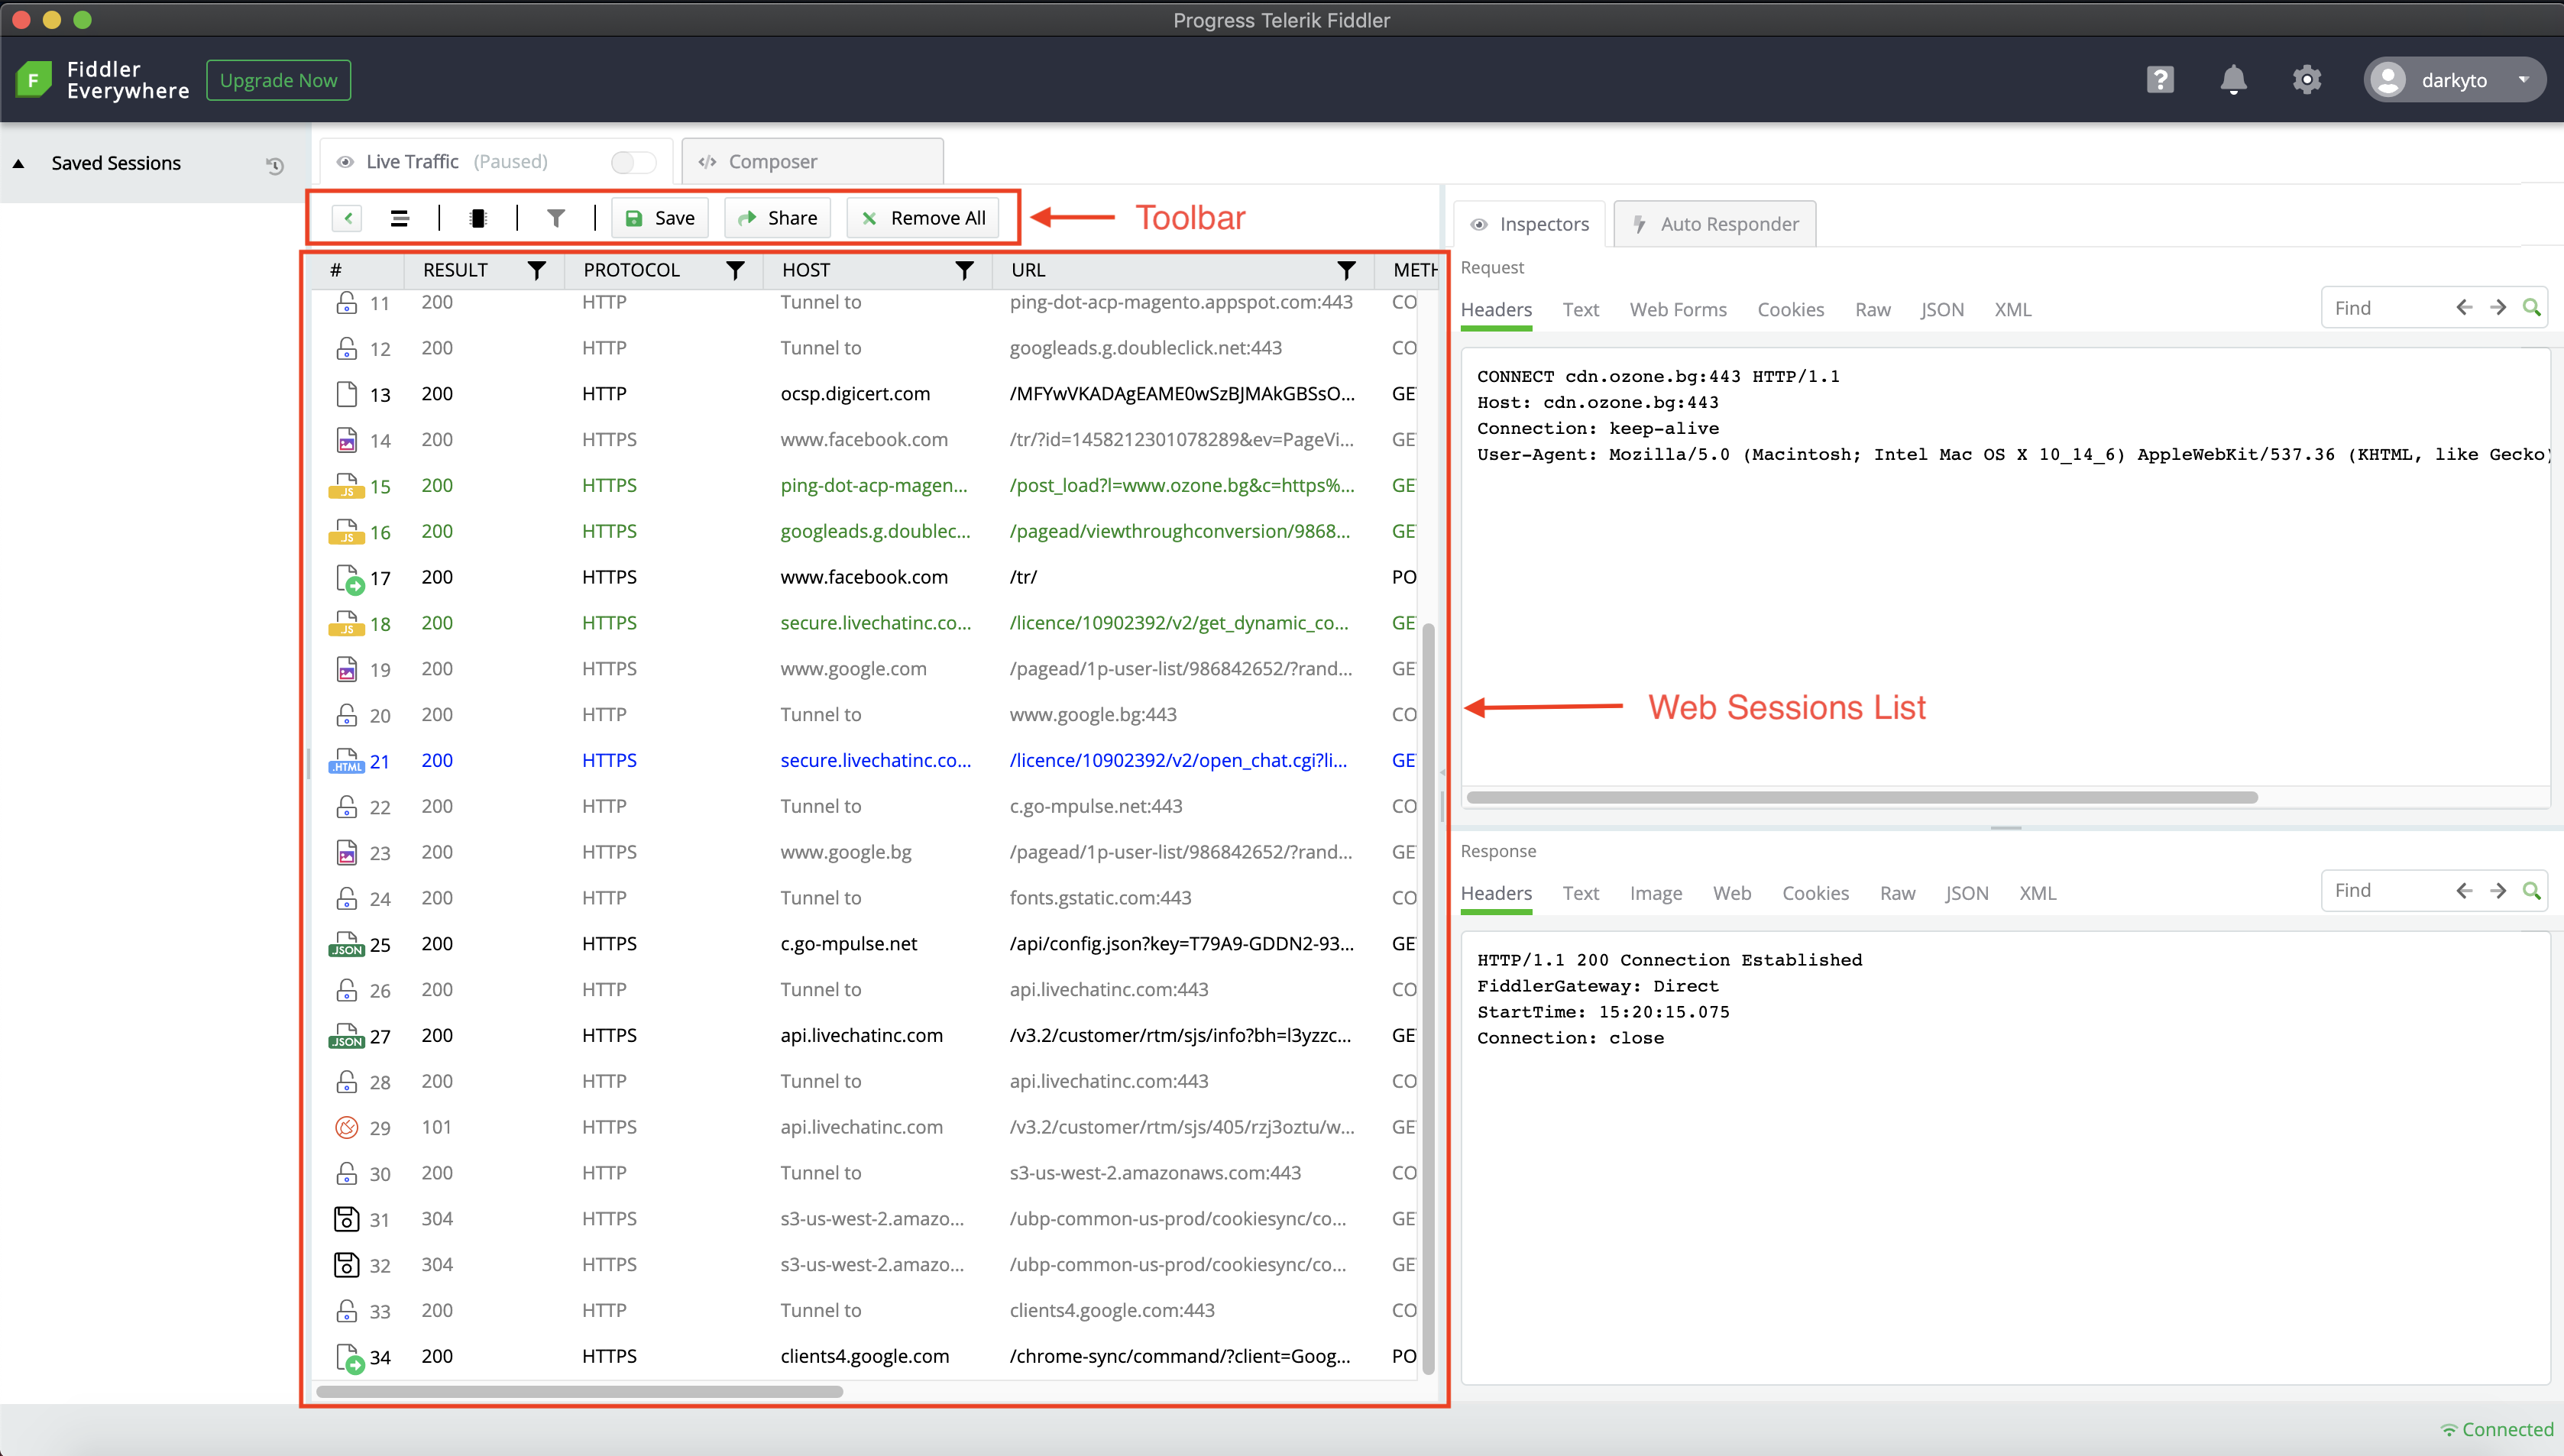 Progress Telerik Fiddler
F
Fiddler
Everywhere
Upgrade Now
?
darkyto
Saved Sessions
Live Traffic (Paused)
Composer
Save
Share
Remove All
Toolbar
# RESULT PROTOCOL HOST URL METH
11 200 HTTP Tunnel to ping-dot-acp-magento.appspot.com:443 CO
12 200 HTTP Tunnel to googleads.g.doubleclick.net:443 CO
13 200 HTTP ocsp.digicert.com /MFYwVKADAgEAME0wSzBJMAkGBSsO... GE
14 200 HTTPS www.facebook.com /tr/?id=1458212301078289&ev=PageVi... GE
JS 15 200 HTTPS ping-dot-acp-magen... /post_load?l=www.ozone.bg&c=https%... GE
JS 16 200 HTTPS googleads.g.doublec... /pagead/viewthroughconversion/9868... GE
17 200 HTTPS www.facebook.com /tr/ PO
JS 18 200 HTTPS secure.livechatinc.co... /licence/10902392/v2/get_dynamic_co... GE
19 200 HTTPS www.google.com /pagead/1p-user-list/986842652/?rand... GE
20 200 HTTP Tunnel to www.google.bg:443 CO
.HTML 21 200 HTTPS secure.livechatinc.co... /licence/10902392/v2/open_chat.cgi?li... GE
22 200 HTTP Tunnel to c.go-mpulse.net:443 CO
23 200 HTTPS www.google.bg /pagead/1p-user-list/986842652/?rand... GE
24 200 HTTP Tunnel to fonts.gstatic.com:443 CO
.JSON 25 200 HTTPS c.go-mpulse.net /api/config.json?key=T79A9-GDDN2-93... GE
26 200 HTTP Tunnel to api.livechatinc.com:443 CO
.JSON 27 200 HTTPS api.livechatinc.com /v3.2/customer/rtm/sjs/info?bh=l3yzzc... GE
28 200 HTTP Tunnel to api.livechatinc.com:443 CO
29 101 HTTPS api.livechatinc.com /v3.2/customer/rtm/sjs/405/rzj3oztu/w... GE
30 200 HTTP Tunnel to s3-us-west-2.amazonaws.com:443 CO
31 304 HTTPS s3-us-west-2.amazo... /ubp-common-us-prod/cookiesync/co... GE
32 304 HTTPS s3-us-west-2.amazo... /ubp-common-us-prod/cookiesync/co... GE
33 200 HTTP Tunnel to clients4.google.com:443 CO
34 200 HTTPS clients4.google.com /chrome-sync/command/?client=Goog... PO
Web Sessions List
Inspectors
Auto Responder
Request
Headers Text Web Forms Cookies Raw JSON XML
Find
CONNECT cdn.ozone.bg:443 HTTP/1.1
Host: cdn.ozone.bg:443
Connection: keep-alive
User-Agent: Mozilla/5.0 (Macintosh; Intel Mac OS X 10_14_6) AppleWebKit/537.36 (KHTML, like Gecko)
Response
Headers Text Image Web Cookies Raw JSON XML
Find
HTTP/1.1 200 Connection Established
FiddlerGateway: Direct
StartTime: 15:20:15.075
Connection: close
Connected